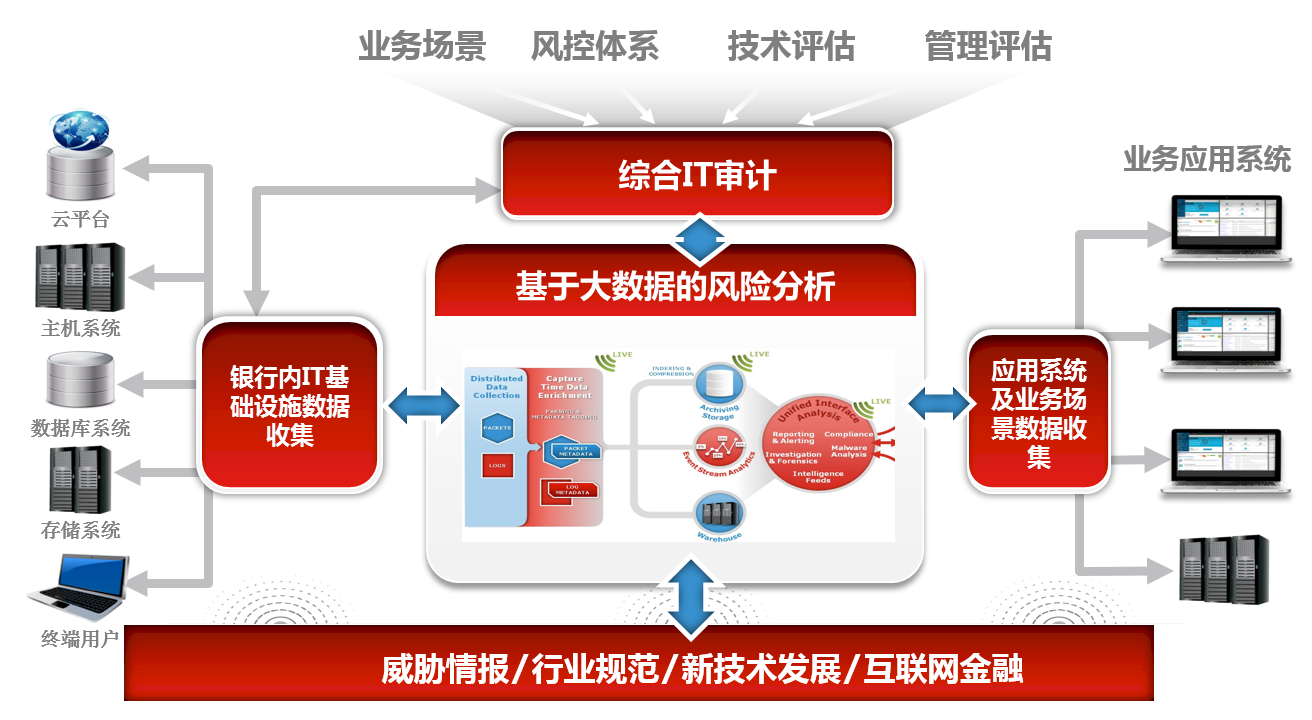 业务场景 风控体系 技术评估 管理评估
综合IT审计
业务应用系统
云平台
主机系统
数据库系统
存储系统
终端用户
银行内IT基
础设施数据
收集
基于大数据的风险分析
LIVE
LIVE
LIVE
Distributed
Data
Collection
PACKETS
LOGS
Capture
Time Data
Enrichment
PARSING &
METADATA TAGGING
PACKET
METADATA
LOG
METADATA
INDEXING &
COMPRESSION
Archiving
Storage
Event Stream Analytics
Warehouse
Unified Interface
Analysis
Reporting
& Alerting
Compliance
Malware
Analysis
Investigation
& Forensics
Intelligence
Feeds
应用系统
及业务场
景数据收
集
威胁情报/行业规范/新技术发展/互联网金融